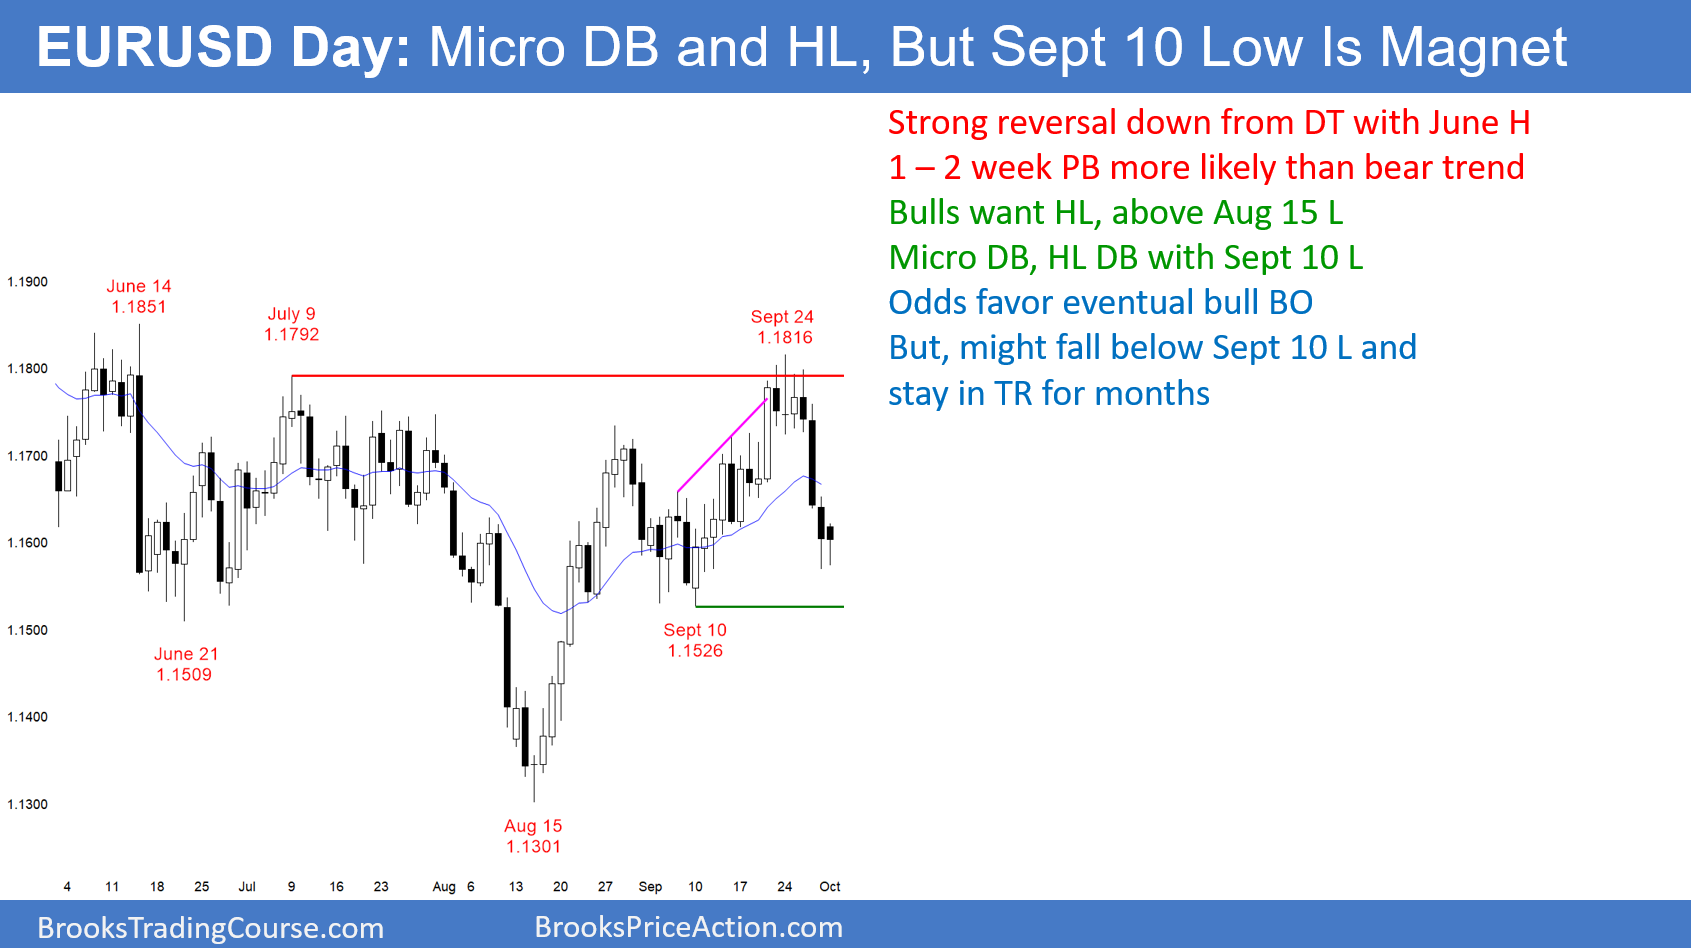 EURUSD Day: Micro DB and HL, But Sept 10 Low Is Magnet
Strong reversal down from DT with June H
1 – 2 week PB more likely than bear trend
Bulls want HL, above Aug 15 L
Micro DB, HL DB with Sept 10 L
Odds favor eventual bull BO
But, might fall below Sept 10 L and
stay in TR for months
1.1900
1.1800
1.1700
1.1600
1.1500
1.1400
1.1300
June 14
1.1851
July 9
1.1792
Sept 24
1.1816
June 21
1.1509
Sept 10
1.1526
Aug 15
1.1301
4 11 18 25 Jul 9 16 23 Aug 6 13 20 27 Sep 10 17 24 Oct
BrooksTradingCourse.com
BrooksPriceAction.com